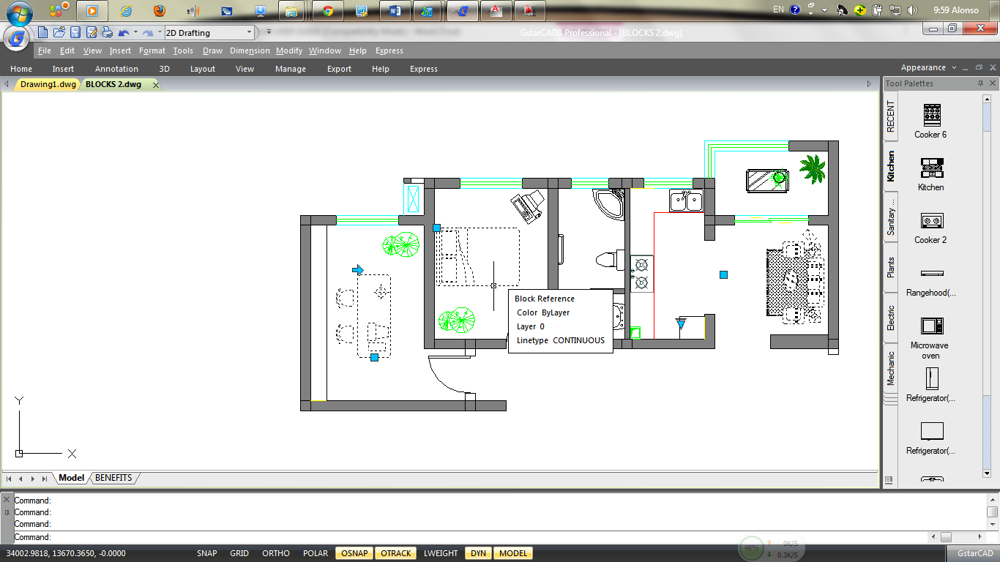 EN
9:59 Alonso
2D Drafting
GstarCAD8 Professional - [BLOCKS 2.dwg]
File Edit View Insert Format Tools Draw Dimension Modify Window Help Express
Home Insert Annotation 3D Layout View Manage Export Help Express
Appearance
Drawing1.dwg BLOCKS 2.dwg
Tool Palettes
RECENT
Kitchen
Sanitary ...
Plants
Electric
Mechanic
Cooker 6
Kitchen
Cooker 2
Rangehood(...
Microwave
oven
Refrigerator(...
Refrigerator(...
Block Reference
Color ByLayer
Layer 0
Linetype CONTINUOUS
Y
X
Model BENEFITS
Command:
Command:
Command:
Command:
34002.9818, 13670.3650, -0.0000
SNAP GRID ORTHO POLAR OSNAP OTRACK LWEIGHT DYN MODEL
48%
0K/S
0.3K/S
GstarCAD